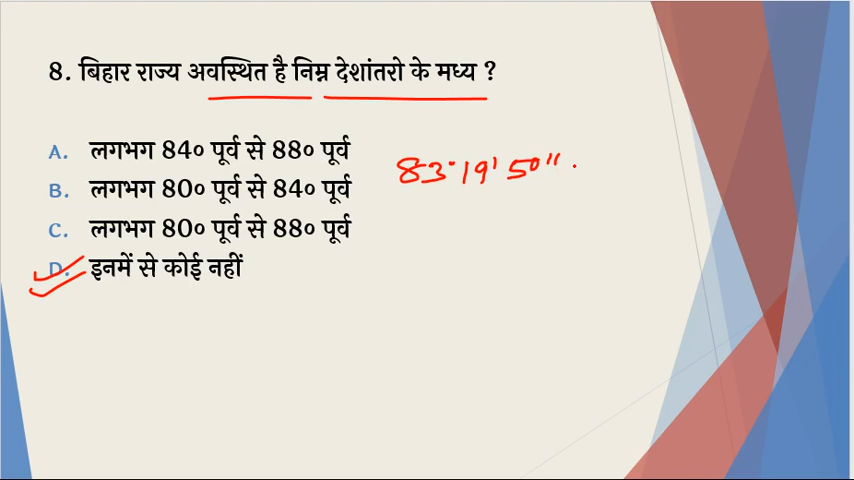 8. बिहार राज्य अवस्थित है निम्न देशांतरो के मध्य ?
A. लगभग 84० पूर्व से 88० पूर्व
83°19'50"
B. लगभग 80० पूर्व से 84० पूर्व
C. लगभग 80० पूर्व से 88० पूर्व
D. इनमें से कोई नहीं